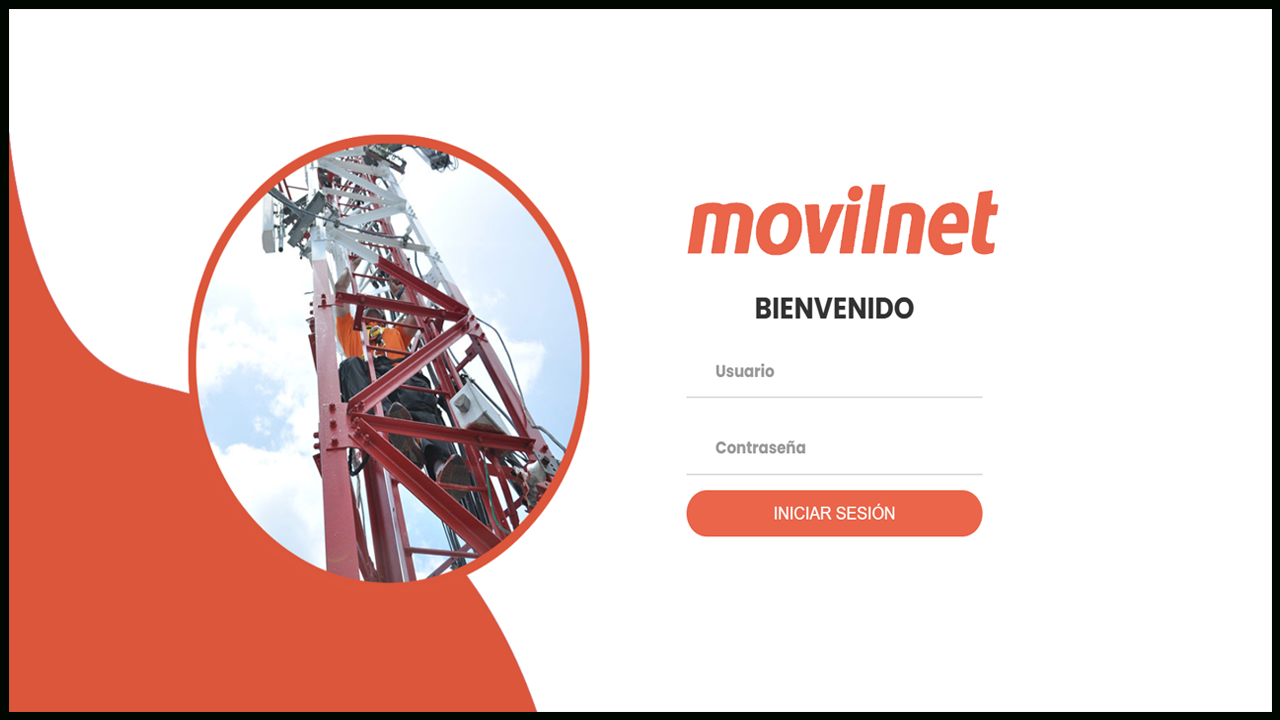 movilnet
BIENVENIDO
Usuario
Contraseña
INICIAR SESIÓN